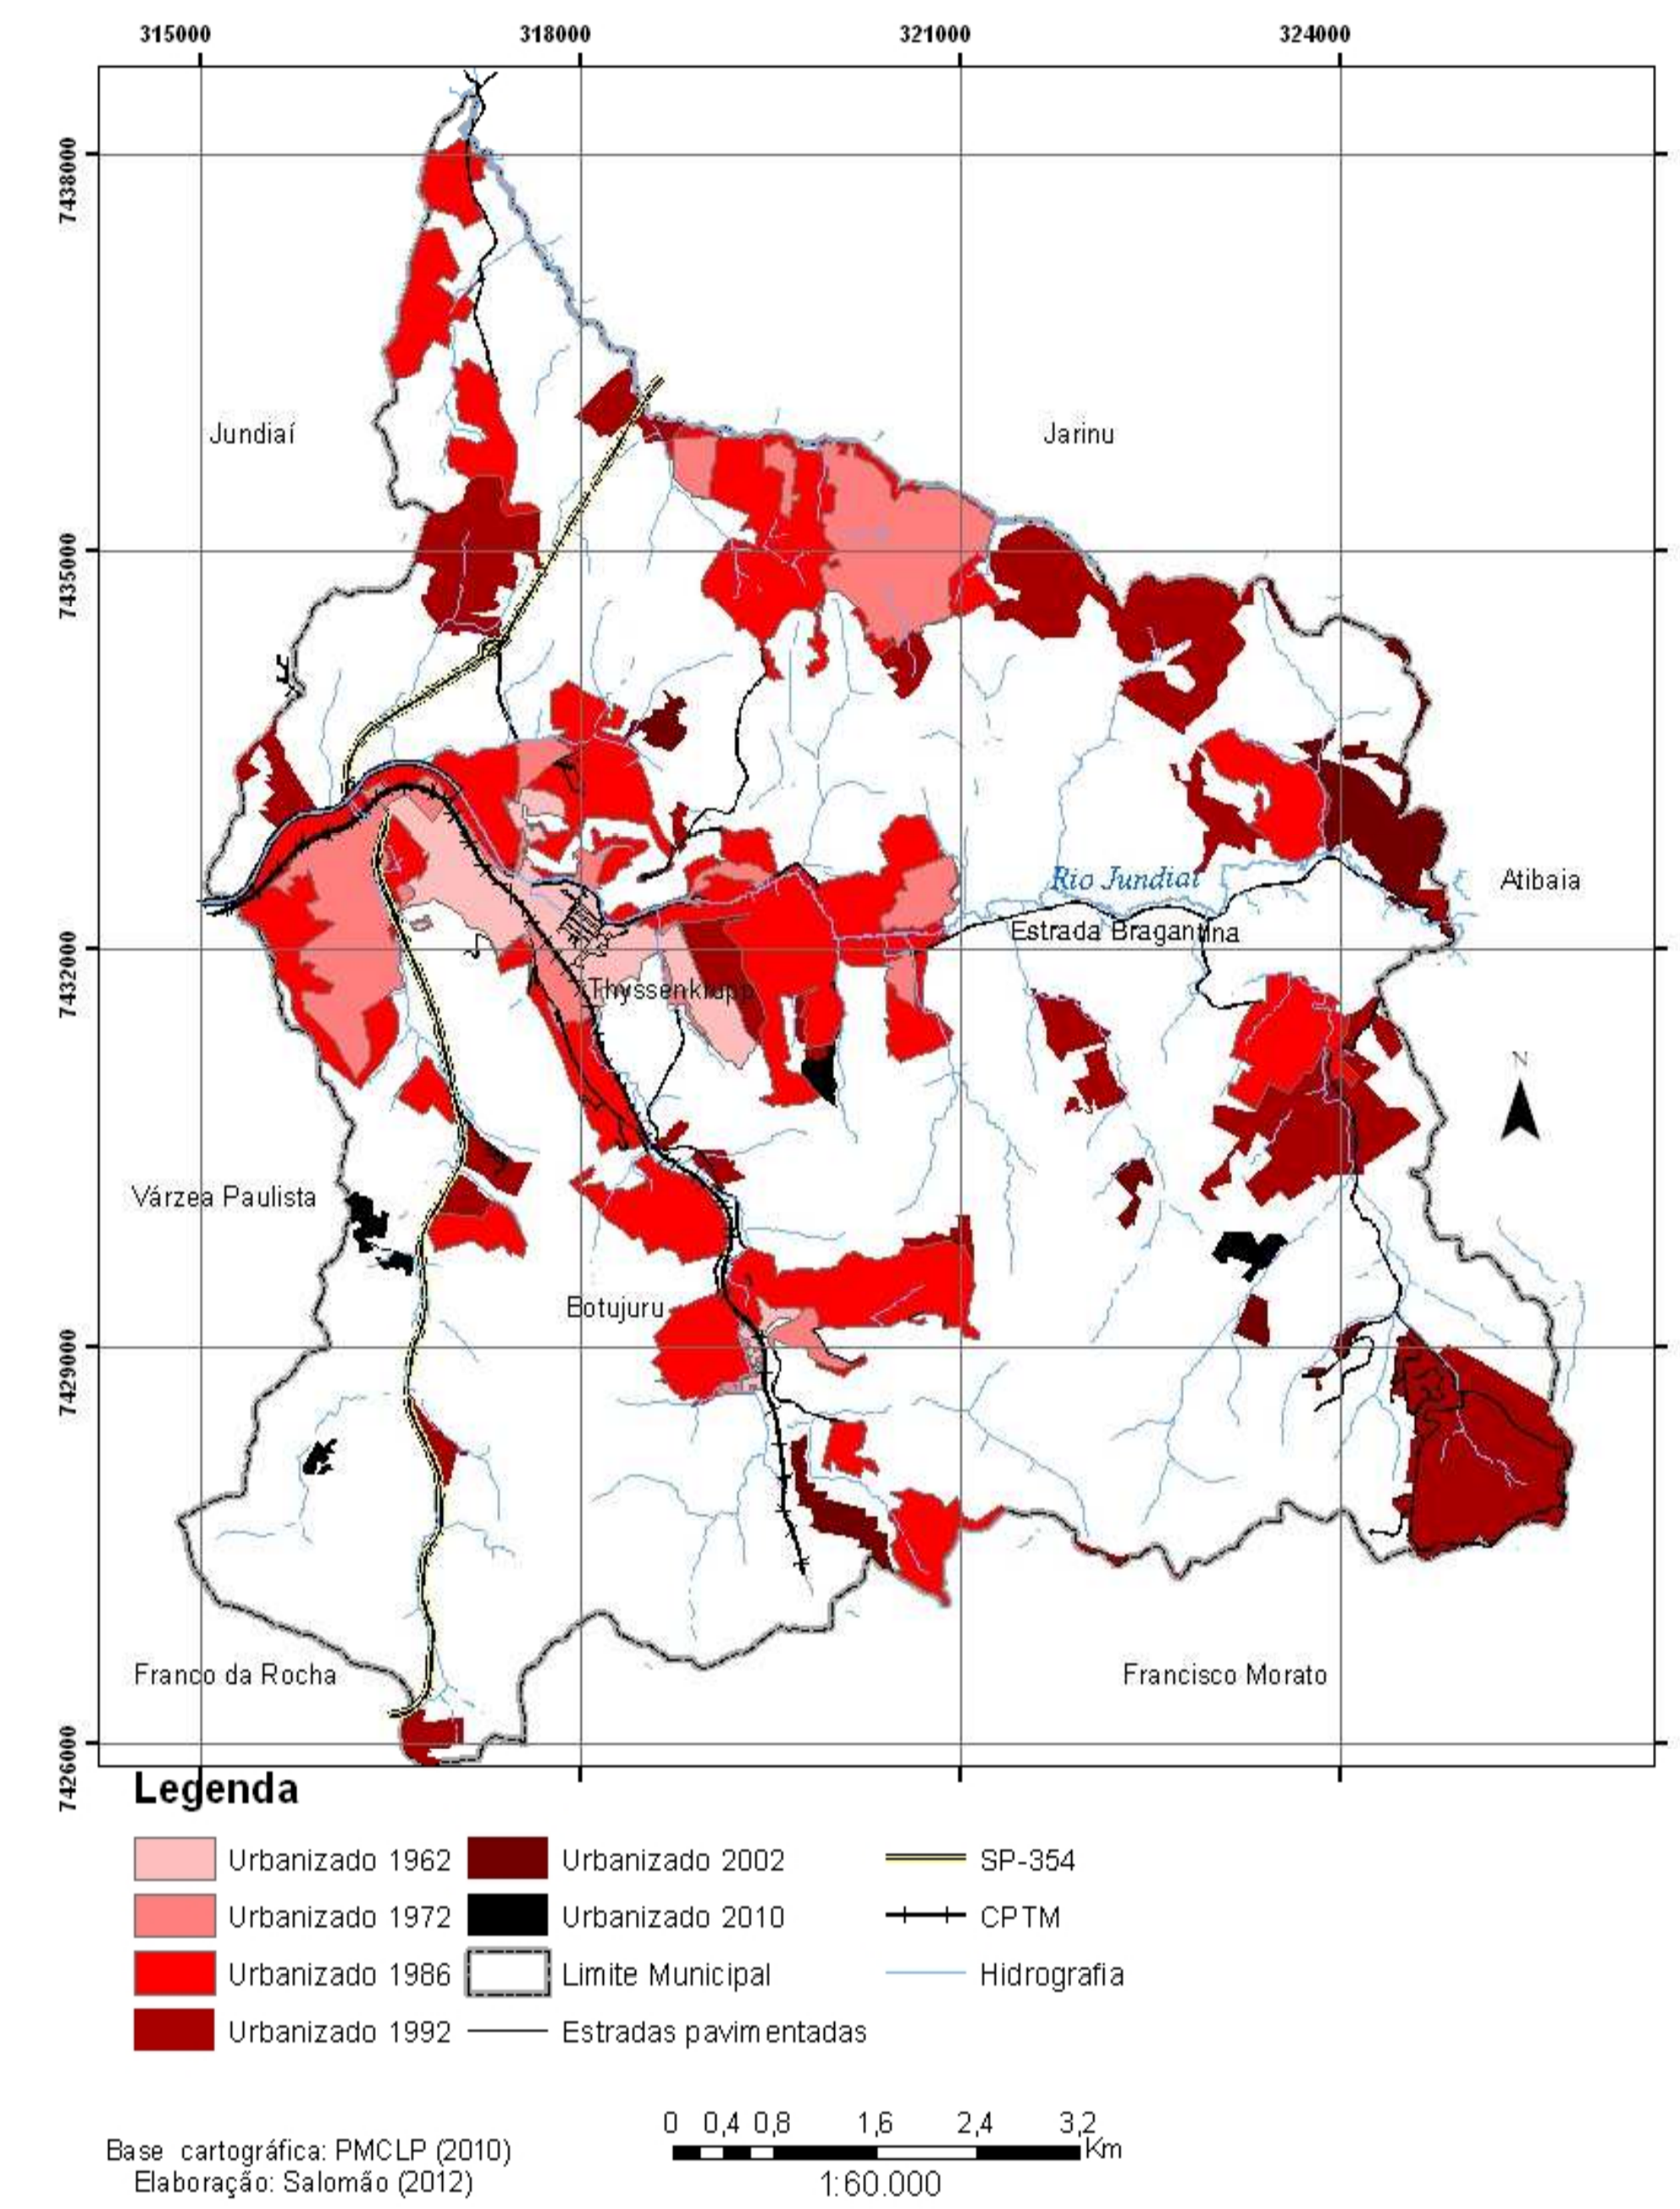 315000 318000 321000 324000
7438000
Jundiaí Jarinu
7435000
Rio Jundiaí
Atibaia
Estrada Bragantina
7432000
Thyssenkrupp
N
Várzea Paulista
Botujuru
7429000
Franco da Rocha Francisco Morato
7426000
Legenda
Urbanizado 1962 Urbanizado 2002 SP-354
Urbanizado 1972 Urbanizado 2010 CPTM
Urbanizado 1986 Limite Municipal Hidrografia
Urbanizado 1992 Estradas pavimentadas
0 0,4 0,8 1,6 2,4 3,2
Km
Base cartográfica: PMCLP (2010)
Elaboração: Salomão (2012) 1:60.000